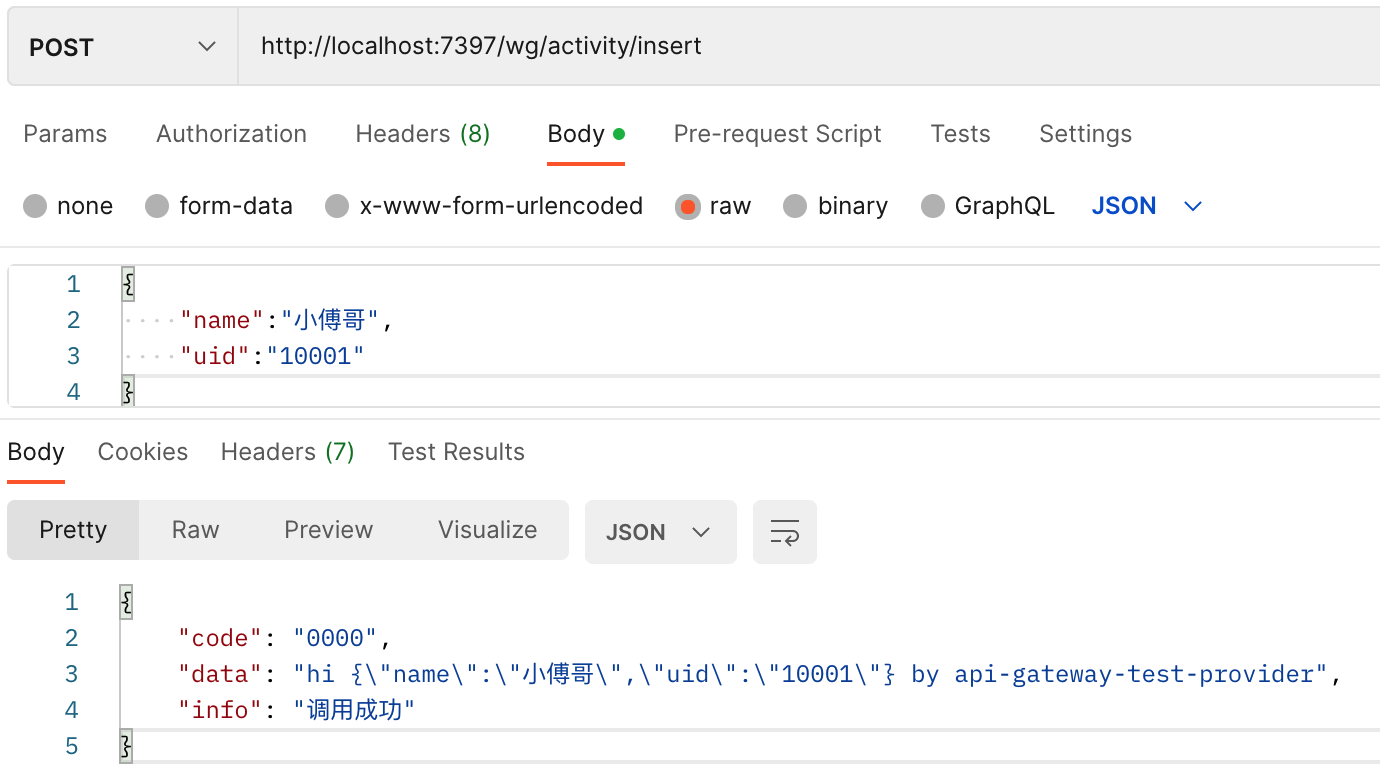 POST http://localhost:7397/wg/activity/insert
Params Authorization Headers (8) Body Pre-request Script Tests Settings
none form-data x-www-form-urlencoded raw binary GraphQL JSON
1 {
2 "name":"小傅哥",
3 "uid":"10001"
4 }
Body Cookies Headers (7) Test Results
Pretty Raw Preview Visualize JSON
1 {
2 "code": "0000",
3 "data": "hi {\"name\":\"小傅哥\",\"uid\":\"10001\"} by api-gateway-test-provider",
4 "info": "调用成功"
5 }